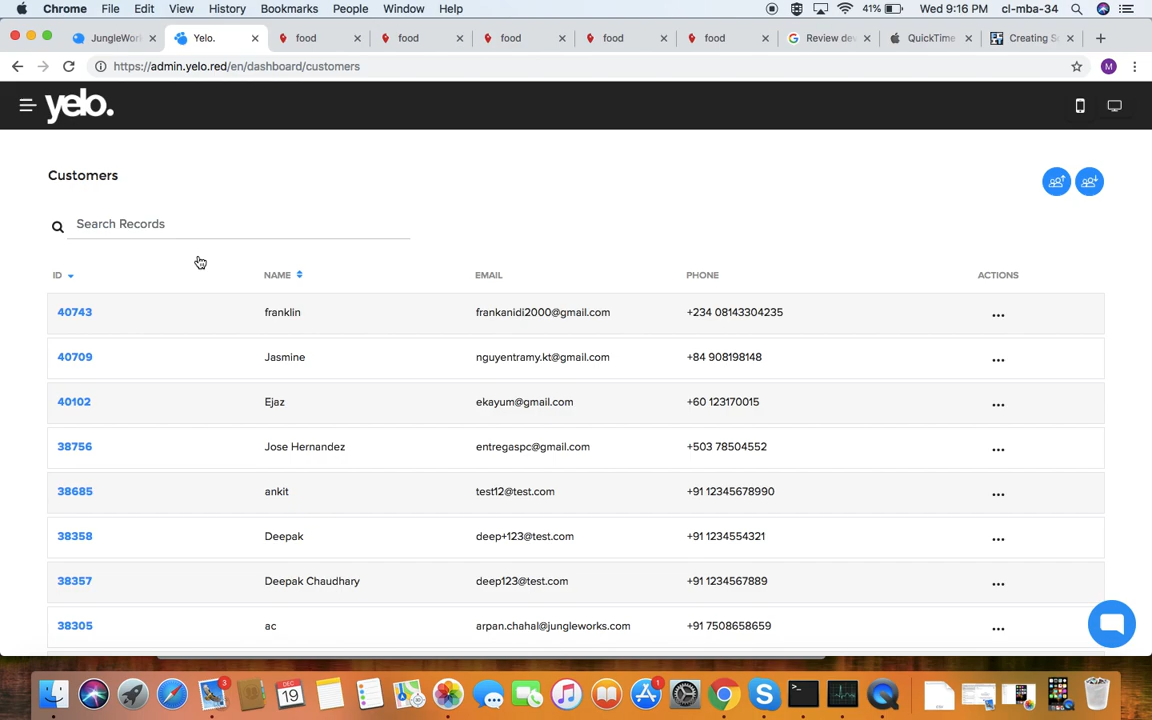 Chrome File Edit View History Bookmarks People Window Help 41% Wed 9:16 PM cl-mba-34
Yelo. food food food food food Creating
https://admin.yelo.red/en/dashboard/customers M
yelo.
Customers
Search Records
ID NAME EMAIL PHONE ACTIONS
40743 franklin frankanidi2000@gmail.com +234 08143304235 ...
40709 Jasmine nguyentramy.kt@gmail.com +84 908198148 ...
40102 Ejaz ekayum@gmail.com +60 123170015 ...
38756 Jose Hernandez entregaspc@gmail.com +503 78504552 ...
38685 ankit test12@test.com +91 12345678990 ...
38358 Deepak deep+123@test.com +91 1234554321 ...
38357 Deepak Chaudhary deep123@test.com +91 1234567889 ...
38305 ac arpan.chahal@jungleworks.com +91 7508658659 ...
3 DEC 19 1